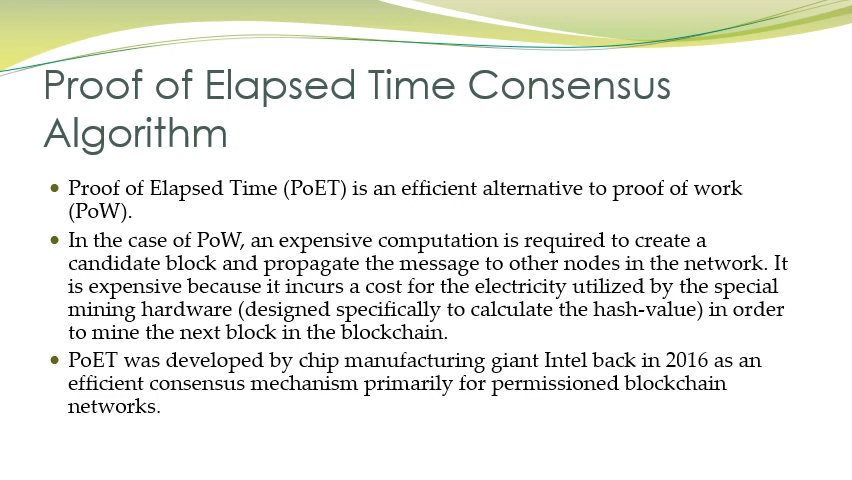 Proof of Elapsed Time Consensus
Algorithm
• Proof of Elapsed Time (PoET) is an efficient alternative to proof of work
(PoW).
• In the case of PoW, an expensive computation is required to create a
candidate block and propagate the message to other nodes in the network. It
is expensive because it incurs a cost for the electricity utilized by the special
mining hardware (designed specifically to calculate the hash-value) in order
to mine the next block in the blockchain.
• PoET was developed by chip manufacturing giant Intel back in 2016 as an
efficient consensus mechanism primarily for permissioned blockchain
networks.